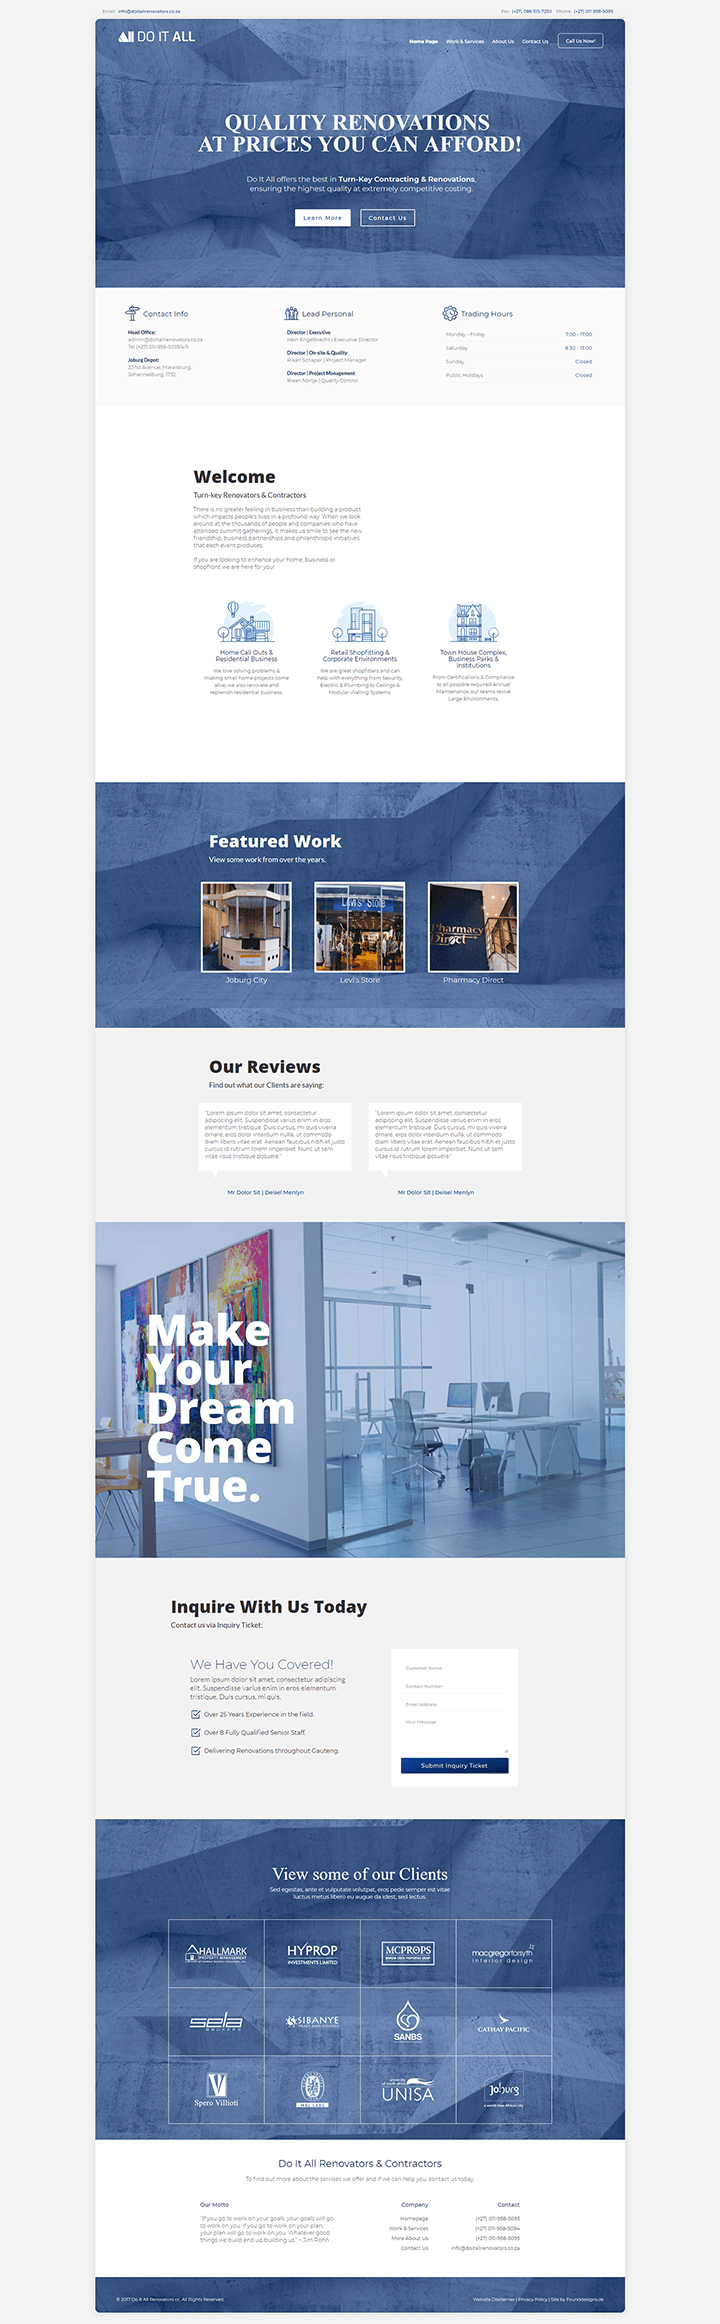 Email: info@doitallrenovators.co.za
Fax: (+27) 086 515-7250 Phone: (+27) 011 958-5095
DO IT ALL
Home Page Work & Services About Us Contact Us Call Us Now!
QUALITY RENOVATIONS
AT PRICES YOU CAN AFFORD!
Do It All offers the best in Turn-Key Contracting & Renovations,
ensuring the highest quality at extremely competitive costing.
Learn More Contact Us
Contact Info
Head Office:
admin@doitallrenovators.co.za
Tel (+27) 011-958-5093/4/5
Joburg Depot:
23 1st Avenue, Maraisburg,
Johannesburg, 1732.
Lead Personal
Director | Executive
Hein Engelbrecht | Executive Director
Director | On-site & Quality
Riaan Schaper | Project Manager
Director | Project Management
Riaan Nortje | Quality Control
Trading Hours
Monday - Friday 7:00 - 17:00
Saturday 8:30 - 13:00
Sunday Closed
Public Holidays Closed
Welcome
Turn-key Renovators & Contractors
There is no greater feeling in business than building a product
which impacts people's lives in a profound way. When we look
around at the thousands of people and companies who have
attended summit gatherings, it makes us smile to see the new
friendship, business partnerships and philanthropic initiatives
that each event produces.
If you are looking to enhance your home, business or
shopfront we are here for you!
Home Call Outs &
Residential Business
We love solving problems &
making small home projects come
alive, we also renovate and
replenish residential business.
Retail Shopfitting &
Corporate Environments
We are great shopfitters and can
help with everything from Security,
Electric & Plumbing to Ceilings &
Modular Walling Systems.
Town House Complex,
Business Parks &
Institutions
From Certifications & Compliance
to all possible required Annual
Maintenance, our teams revive
Large Environments.
Featured Work
View some work from over the years.
Levi's Store
Pharmacy
Direct
Joburg City
Levi's Store
Pharmacy Direct
Our Reviews
Find out what our Clients are saying:
"Lorem ipsum dolor sit amet, consectetur
adipiscing elit. Suspendisse varius enim in eros
elementum tristique. Duis cursus, mi quis viverra
ornare, eros dolor interdum nulla, ut commodo
diam libero vitae erat. Aenean faucibus nibh et justo
cursus id rutrum lorem imperdiet. Nunc ut sem
vitae risus tristique posuere."
Mr Dolor Sit | Deisel Menlyn
"Lorem ipsum dolor sit amet, consectetur
adipiscing elit. Suspendisse varius enim in eros
elementum tristique. Duis cursus, mi quis viverra
ornare, eros dolor interdum nulla, ut commodo
diam libero vitae erat. Aenean faucibus nibh et justo
cursus id rutrum lorem imperdiet. Nunc ut sem
vitae risus tristique posuere."
Mr Dolor Sit | Deisel Menlyn
Make
Your
Dream
Come
True.
Inquire With Us Today
Contact us via Inquiry Ticket:
We Have You Covered!
Lorem ipsum dolor sit amet, consectetur adipiscing
elit. Suspendisse varius enim in eros elementum
tristique. Duis cursus, mi quis.
Over 25 Years Experience in the field.
Over 8 Fully Qualified Senior Staff.
Delivering Renovations throughout Gauteng.
Customer Name
Contact Number
Email Address
Your Message
Submit Inquiry Ticket
View some of our Clients
Sed egestas, ante et vulputate volutpat, eros pede semper est vitae
luctus metus libero eu augue da idest, sed lectus.
HALLMARK
PROPERTY MANAGEMENT
HYPROP
INVESTMENTS LIMITED
MCPROPS
macgregorforsyth
interior design
sela
BROKERS
SIBANYE
SANBS
CATHAY PACIFIC
Spero Villioti
M&L LABS
university
of south africa
UNISA
Joburg
a world class African city
Do It All Renovators & Contractors
To find out more about the services we offer and if we can help you, contact us today.
Our Motto
"If you go to work on your goals, your goals will go
to work on you. If you go to work on your plan,
your plan will go to work on you. Whatever good
things we build end up building us." ~ Jim Rohn
Company
Homepage
Work & Services
More About Us
Contact Us
Contact
(+27) 011-958-5093
(+27) 011-958-5094
(+27) 011-958-5095
info@doitallrenovators.co.za
© 2017 Do It All Renovators cc. All Rights Reserved.
Website Disclaimer | Privacy Policy | Site by Founddesigns.de